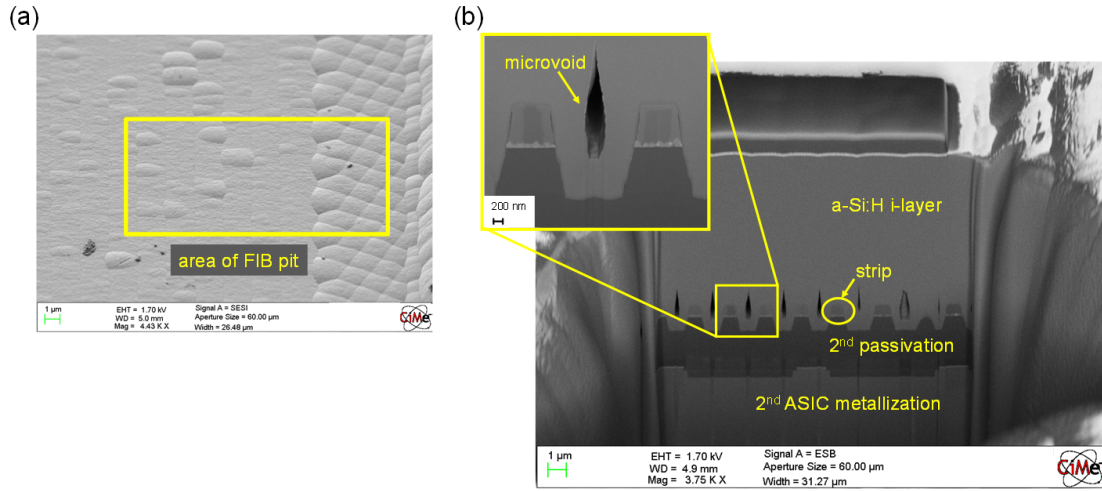 (a)
area of FIB pit
1 µm
EHT = 1.70 kV
WD = 5.0 mm
Mag = 4.43 K X
Signal A = SESI
Aperture Size = 60.00 µm
Width = 26.48 µm
CiMe
(b)
microvoid
200 nm
a-Si:H i-layer
strip
2nd passivation
2nd ASIC metallization
1 µm
EHT = 1.70 kV
WD = 4.9 mm
Mag = 3.75 K X
Signal A = ESB
Aperture Size = 60.00 µm
Width = 31.27 µm
CiMe